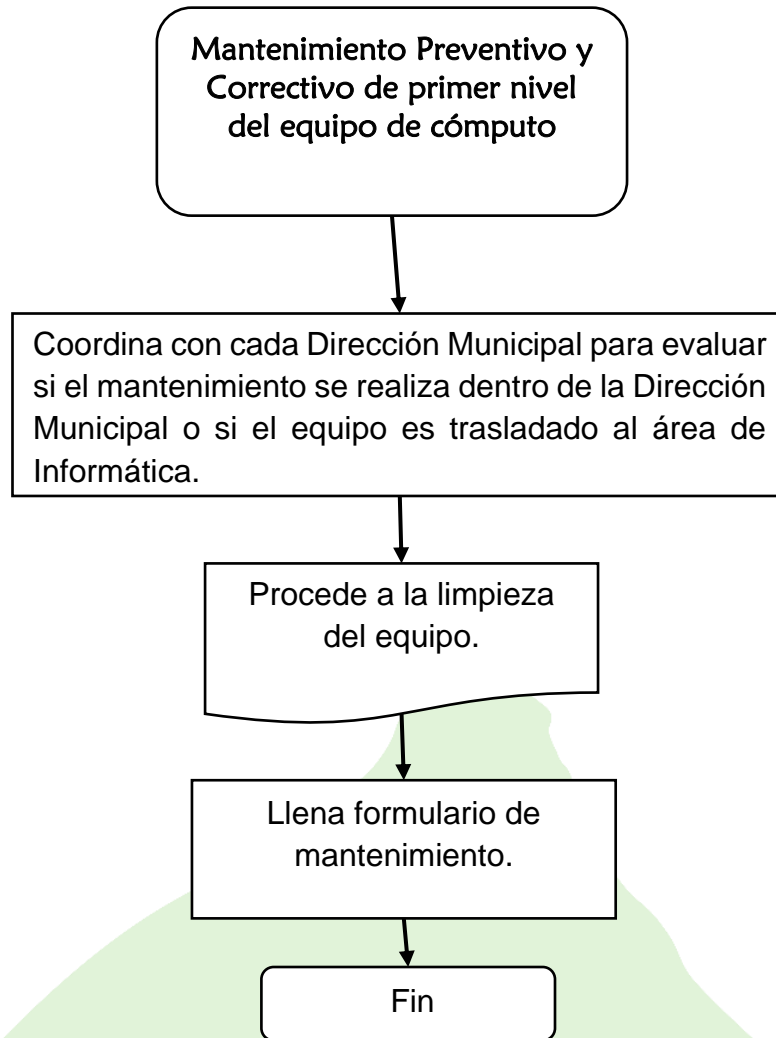 Mantenimiento Preventivo y
Correctivo de primer nivel
del equipo de cómputo
Coordina con cada Dirección Municipal para evaluar
si el mantenimiento se realiza dentro de la Dirección
Municipal o si el equipo es trasladado al área de
Informática.
Procede a la limpieza
del equipo.
Llena formulario de
mantenimiento.
Fin